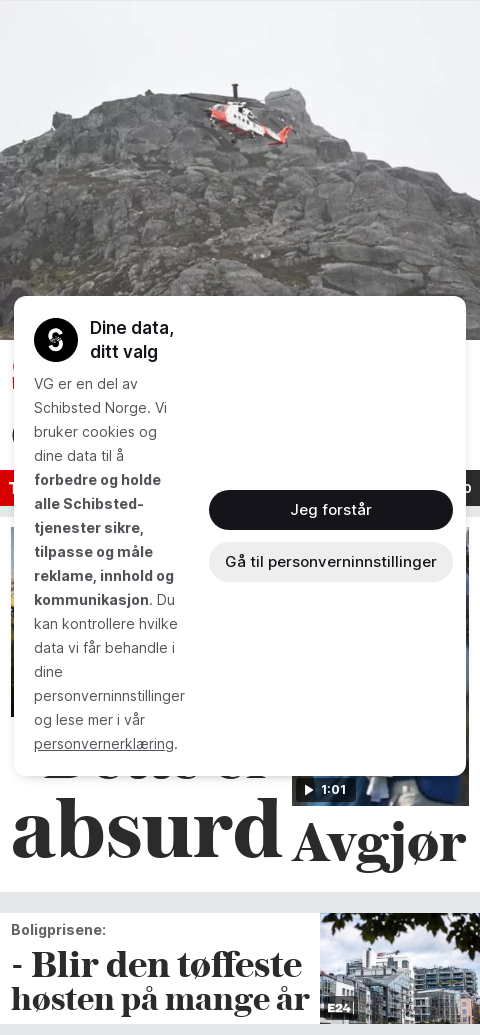 Dine data,
ditt valg
VG er en del av
Schibsted Norge. Vi
bruker cookies og
dine data til å
forbedre og holde
alle Schibsted-
tjenester sikre,
tilpasse og måle
reklame, innhold og
kommunikasjon. Du
kan kontrollere hvilke
data vi får behandle i
dine
personverninnstillinger
og lese mer i vår
personvernerklæring.
Jeg forstår
Gå til personverninnstillinger
absurd
1:01
Avgjør
Boligprisene:
- Blir den tøffeste
høsten på mange år
E24